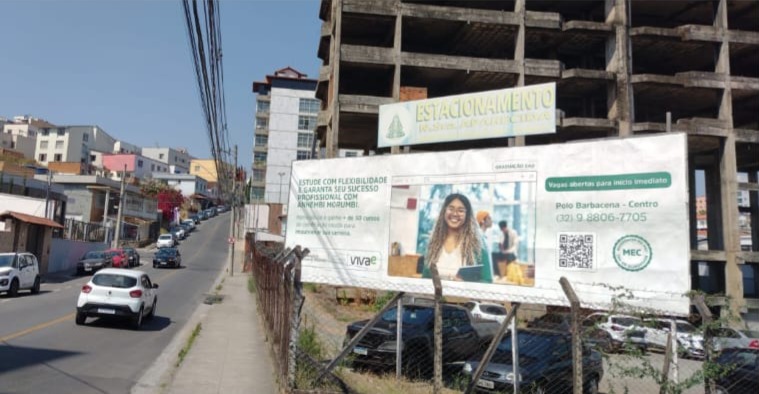 ESTACIONAMENTO
GRADUAÇÃO EAD
ESTUDE COM FLEXIBILIDADE
E GARANTA SEU SUCESSO
PROFISSIONAL COM
ANHEMBI MORUMBI.
vivae
Vagas abertas para início imediato
Polo Barbacena - Centro
(32) 9 8806-7705
MEC